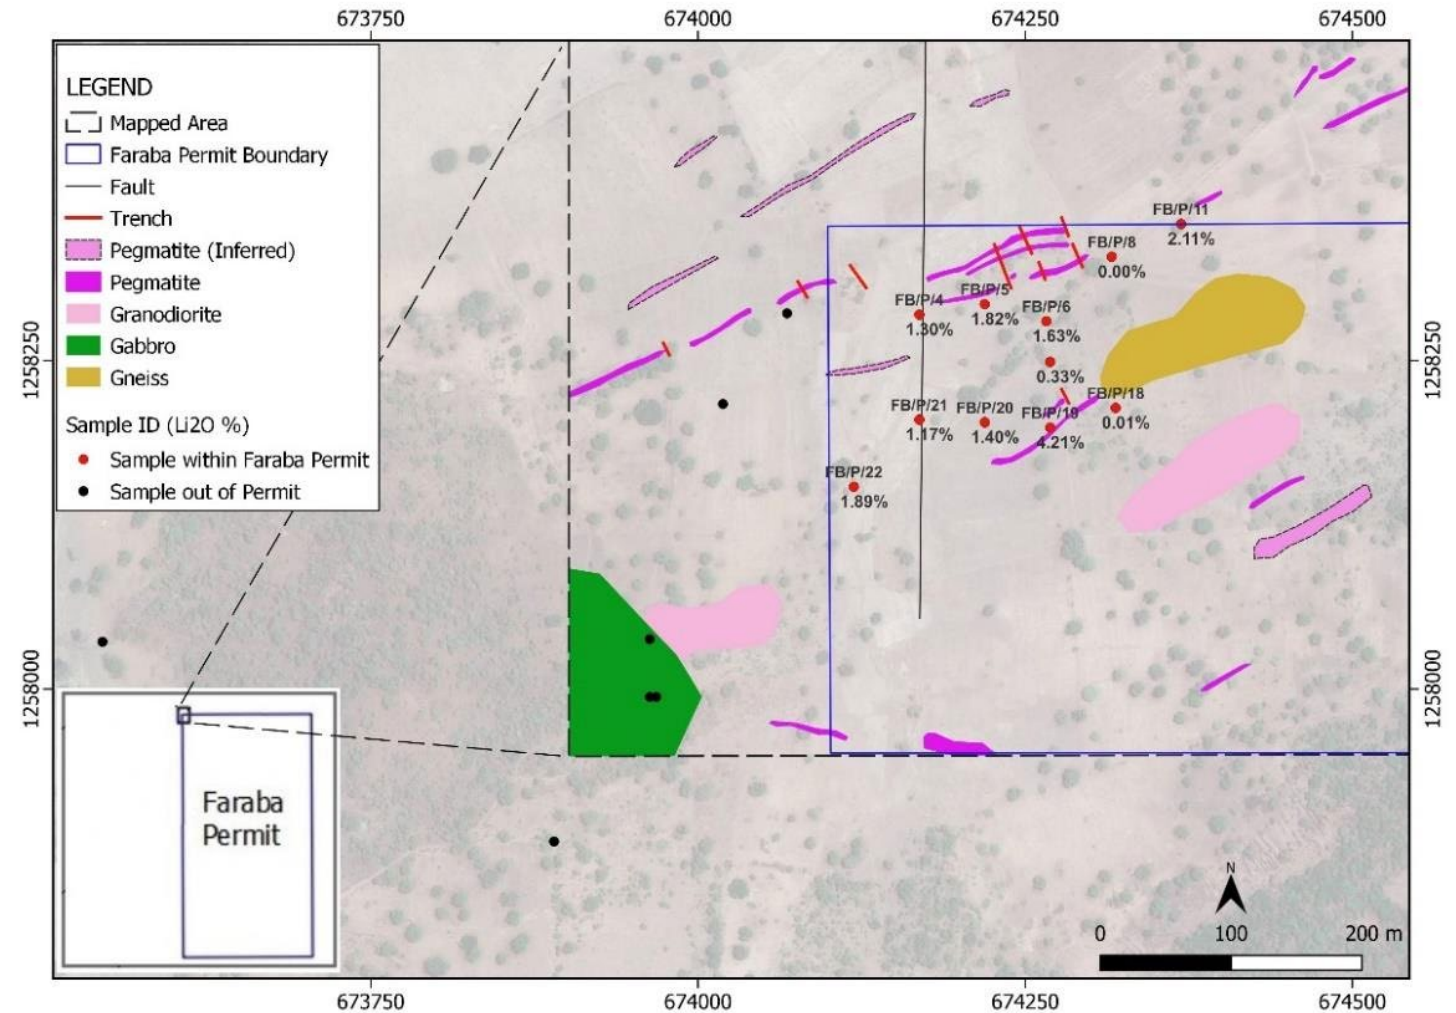 673750
674000
674250
674500
LEGEND
Mapped Area
Faraba Permit Boundary
Fault
Trench
Pegmatite (Inferred)
Pegmatite
Granodiorite
Gabbro
Gneiss
Sample ID (Li2O %)
Sample within Faraba Permit
Sample out of Permit
FB/P/11
2.11%
FB/P/8
0.00%
FB/P/5
1.82%
FB/P/4
1.30%
FB/P/6
1.63%
0.33%
FB/P/18
0.01%
FB/P/21
1.17%
FB/P/20
1.40%
FB/P/19
4.21%
FB/P/22
1.89%
1258250
1258250
1258000
1258000
Faraba
Permit
N
0 100 200 m
673750
674000
674250
674500